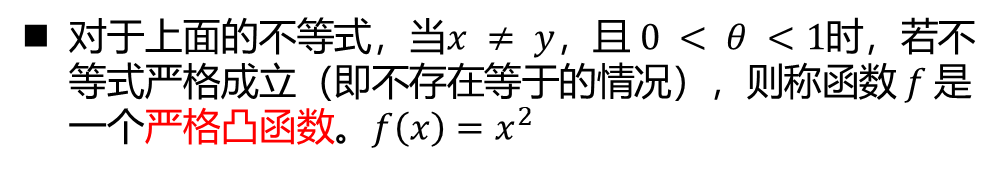 ■ 对于上面的不等式，当x ≠ y，且 0 < θ < 1时，若不
等式严格成立（即不存在等于的情况），则称函数 f 是
一个严格凸函数。f(x) = x²